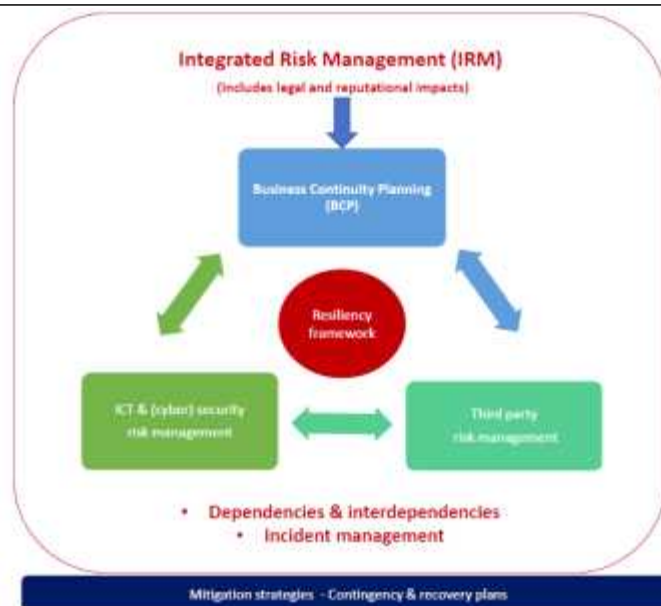 Integrated Risk Management (IRM)
(Includes legal and reputational impacts)
Business Continuity Planning
(BCP)
Resiliency
framework
ICT & (cyber) security
risk management
Third party
risk management
• Dependencies & interdependencies
• Incident management
Mitigation strategies - Contingency & recovery plans